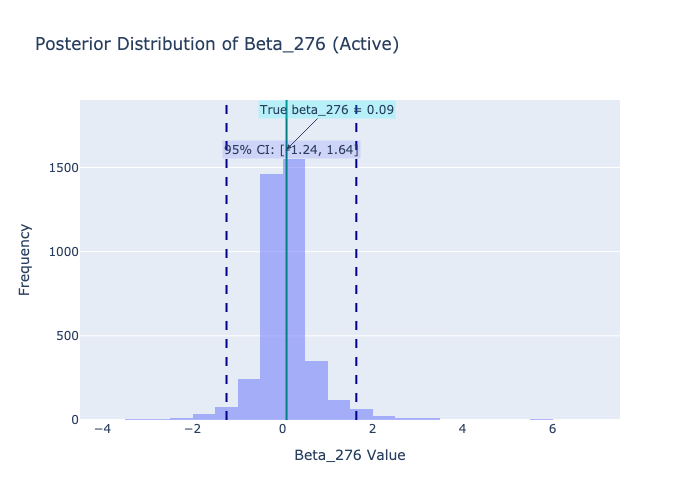 Posterior Distribution of Beta_276 (Active)
True beta_276 = 0.09
95% CI: [-1.24, 1.64]
1500
1000
500
0
Frequency
−4
−2
0
2
4
6
Beta_276 Value